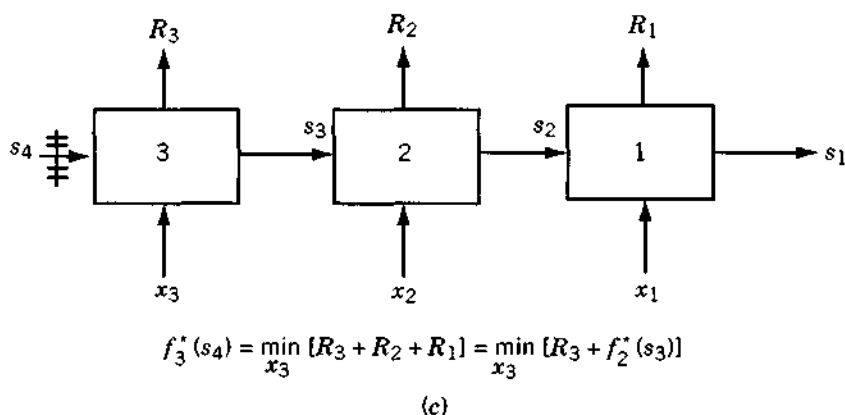 R₃ R₂ R₁
s₄ 3 s₃ 2 s₂ 1 s₁
x₃ x₂ x₁
f₃*(s₄) = min [R₃ + R₂ + R₁] = min [R₃ + f₂*(s₃)]
x₃ x₃
(c)